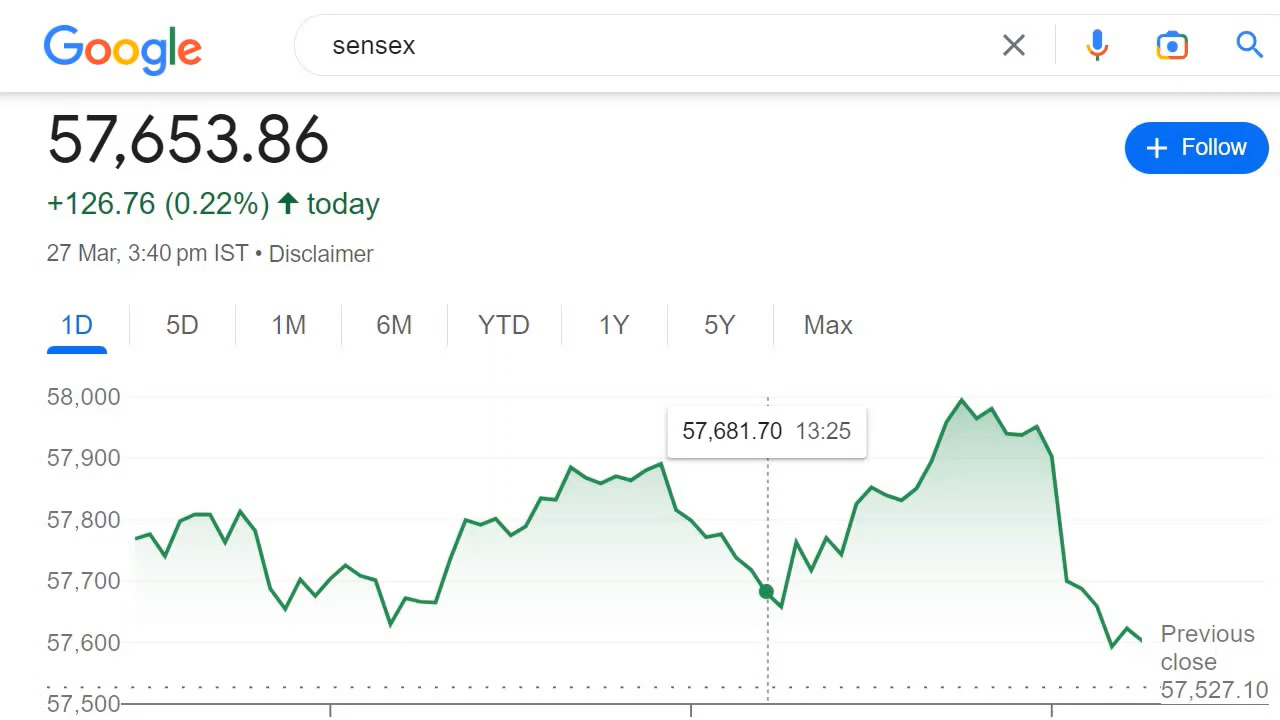 Google
sensex
57,653.86
+ Follow
+126.76 (0.22%) ↑ today
27 Mar, 3:40 pm IST • Disclaimer
1D 5D 1M 6M YTD 1Y 5Y Max
58,000
57,681.70 13:25
57,900
57,800
57,700
57,600
Previous
close
57,527.10
57,500